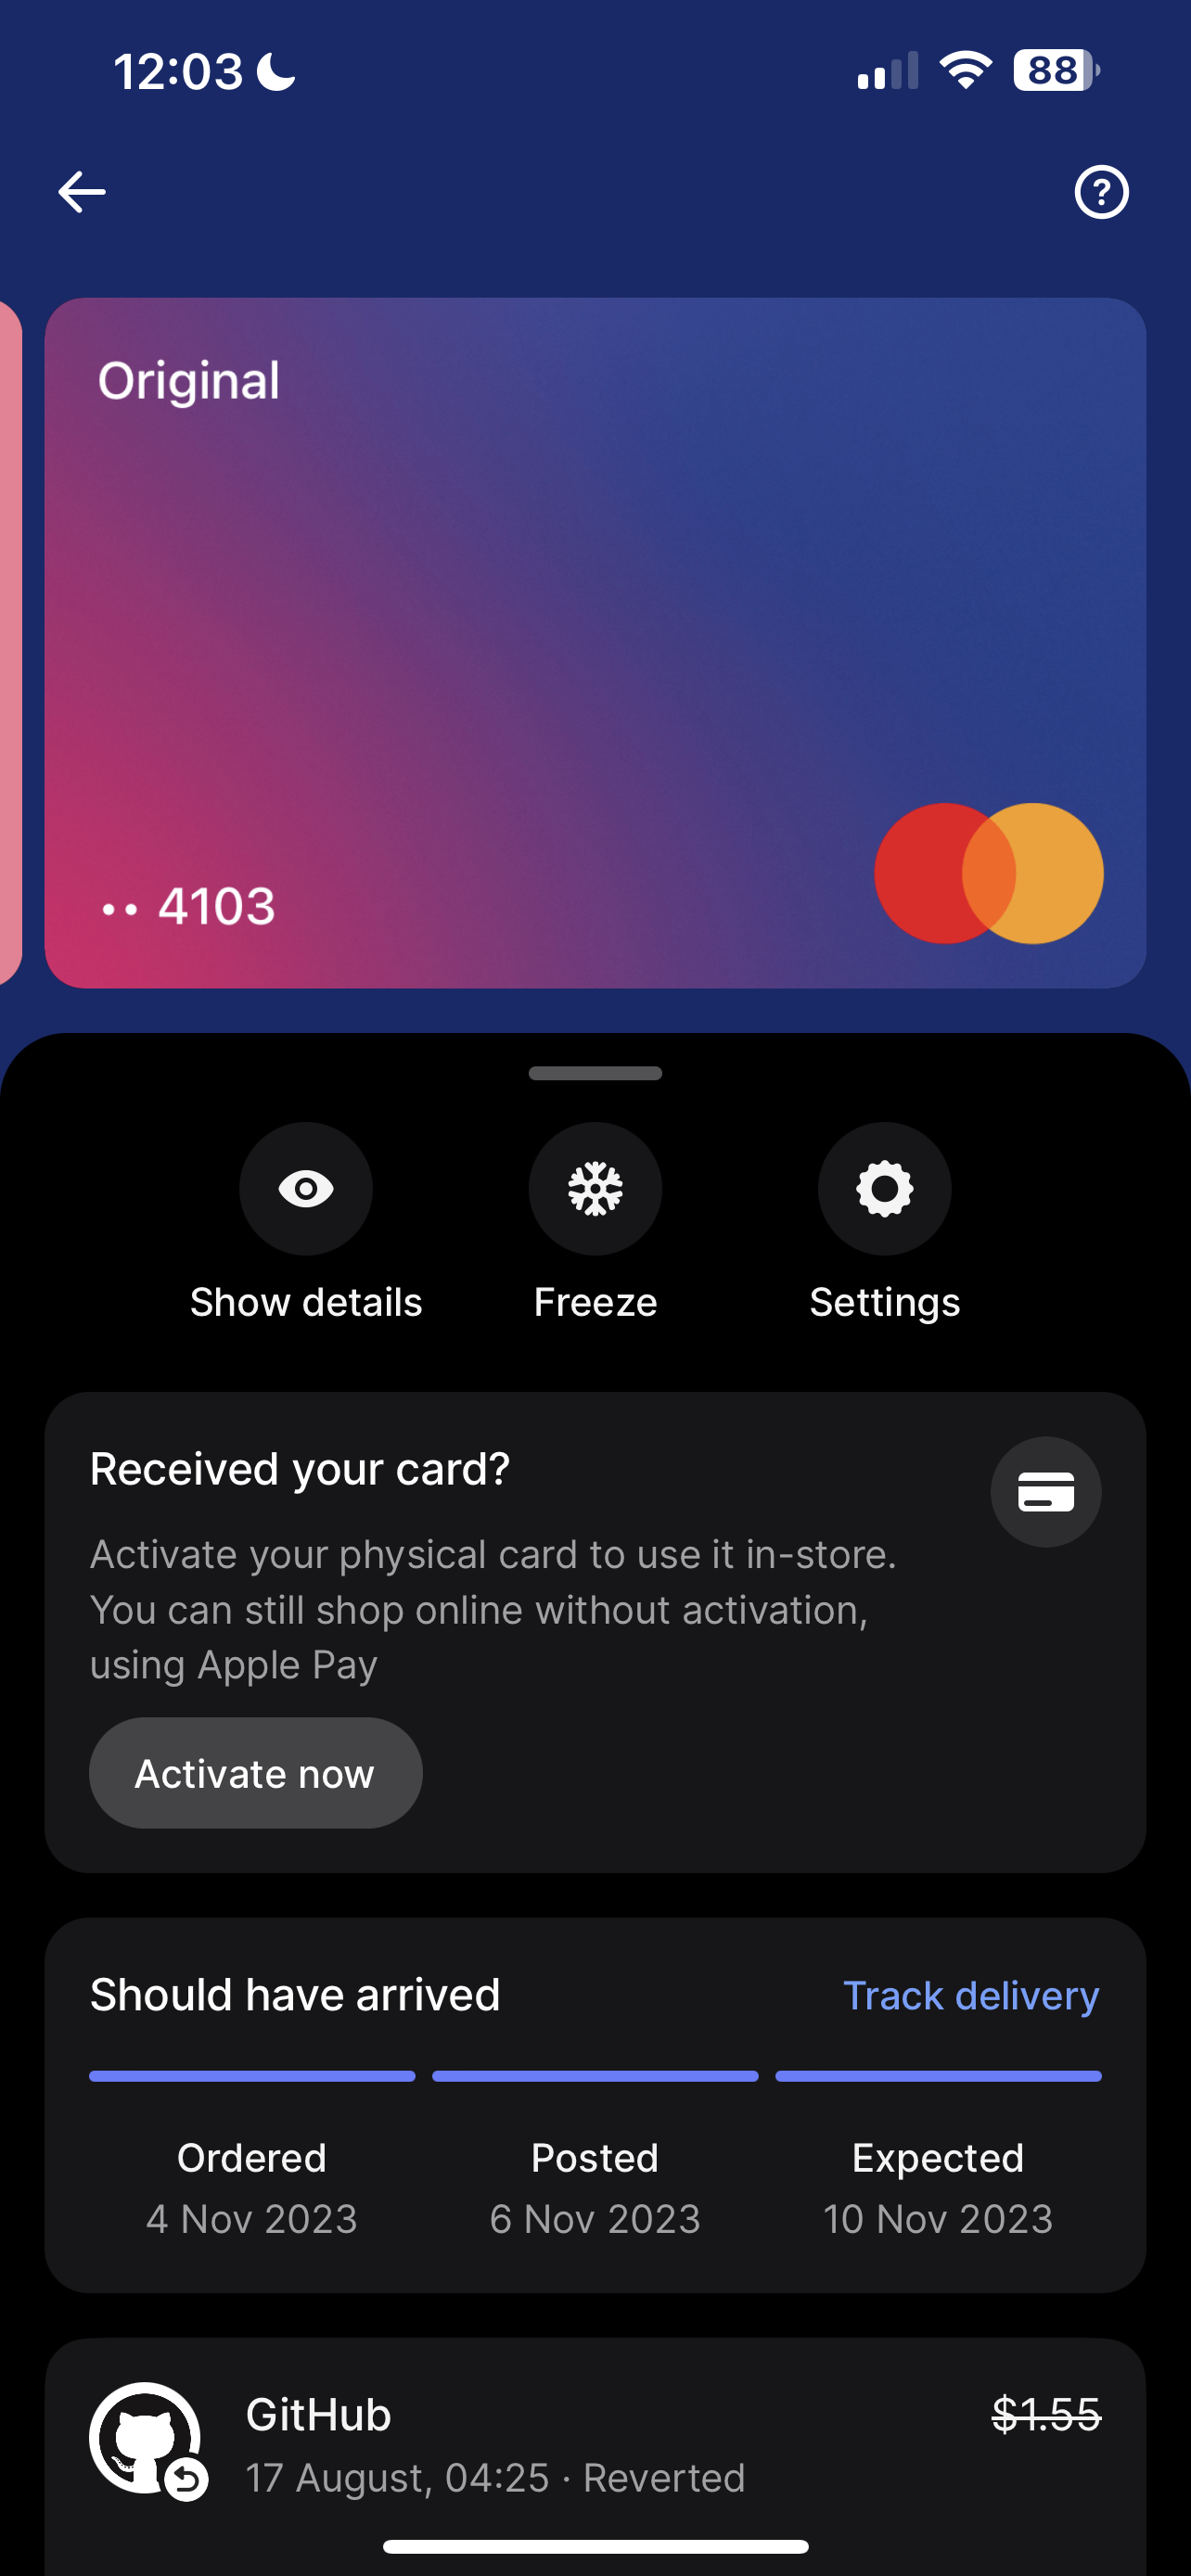 12:03
88
?
Original
•• 4103
Show details
Freeze
Settings
Received your card?
Activate your physical card to use it in-store.
You can still shop online without activation,
using Apple Pay
Activate now
Should have arrived
Track delivery
Ordered
Posted
Expected
4 Nov 2023
6 Nov 2023
10 Nov 2023
GitHub
$1.55
17 August, 04:25 · Reverted